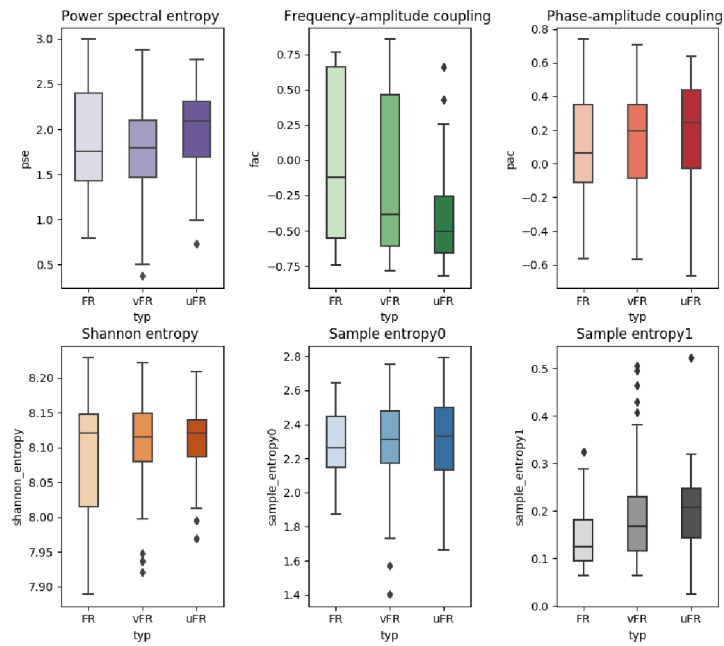 Power spectral entropy
3.0
2.5
2.0
1.5
1.0
0.5
pse
FR vFR uFR
typ
Frequency-amplitude coupling
0.75
0.50
0.25
0.00
−0.25
−0.50
−0.75
fac
FR vFR uFR
typ
Phase-amplitude coupling
0.8
0.6
0.4
0.2
0.0
−0.2
−0.4
−0.6
pac
FR vFR uFR
typ
Shannon entropy
8.20
8.15
8.10
8.05
8.00
7.95
7.90
shannon_entropy
FR vFR uFR
typ
Sample entropy0
2.8
2.6
2.4
2.2
2.0
1.8
1.6
1.4
sample_entropy0
FR vFR uFR
typ
Sample entropy1
0.5
0.4
0.3
0.2
0.1
0.0
sample_entropy1
FR vFR uFR
typ